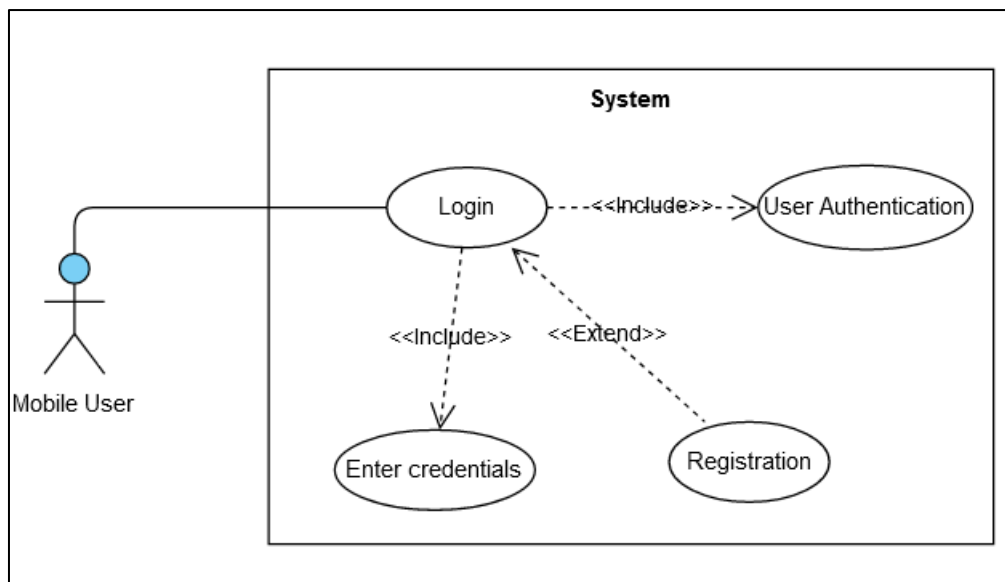 System
Login
<<Include>>
User Authentication
<<Include>>
<<Extend>>
Mobile User
Enter credentials
Registration